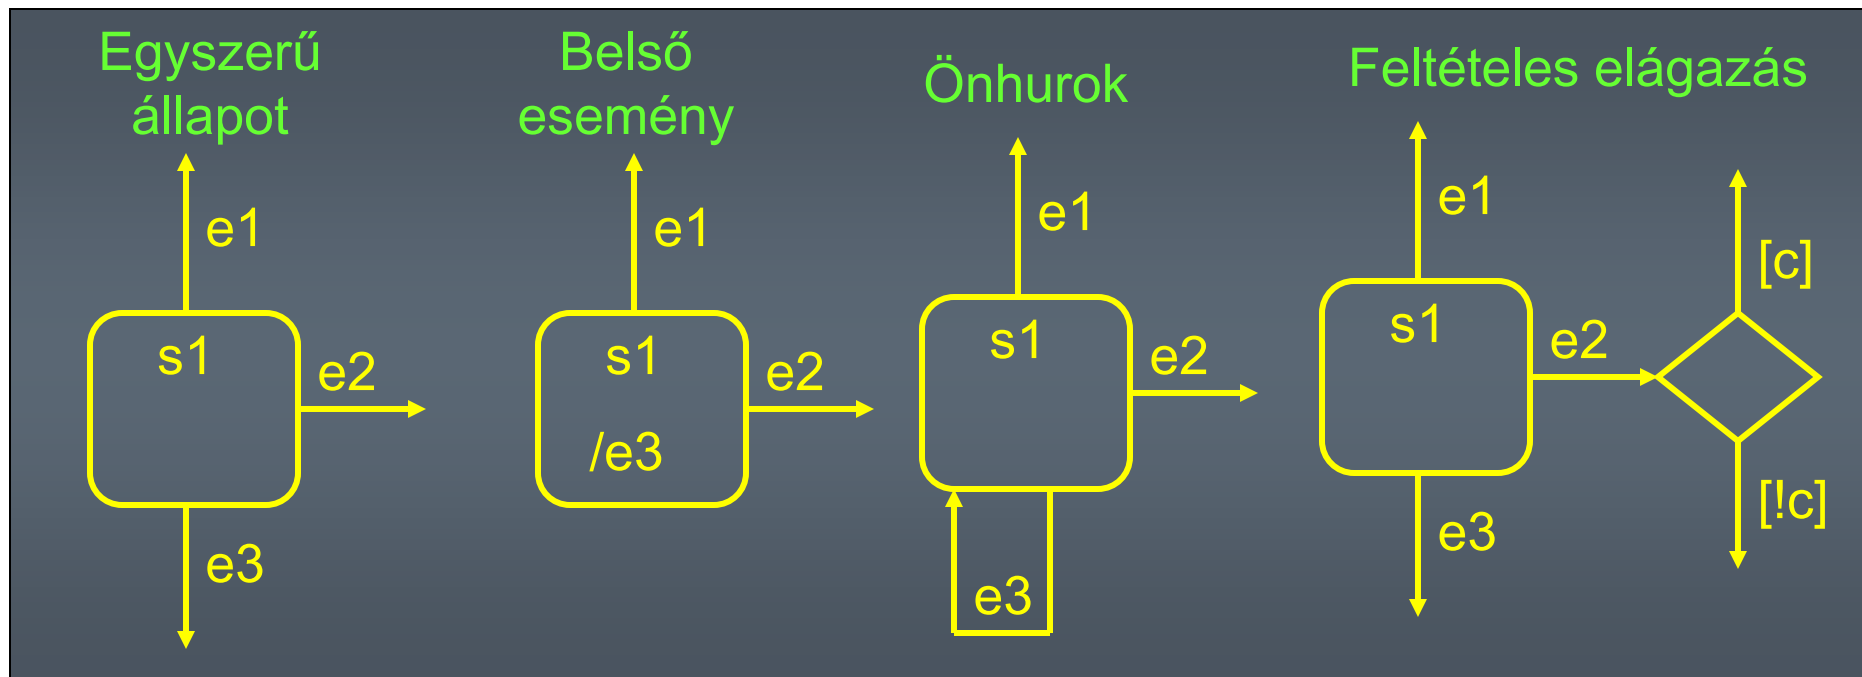 Egyszerű
állapot
e1
s1
e2
e3
Belső
esemény
e1
s1
e2
/e3
Önhurok
e1
s1
e2
e3
Feltételes elágazás
e1
s1
e2
e3
[c]
[!c]